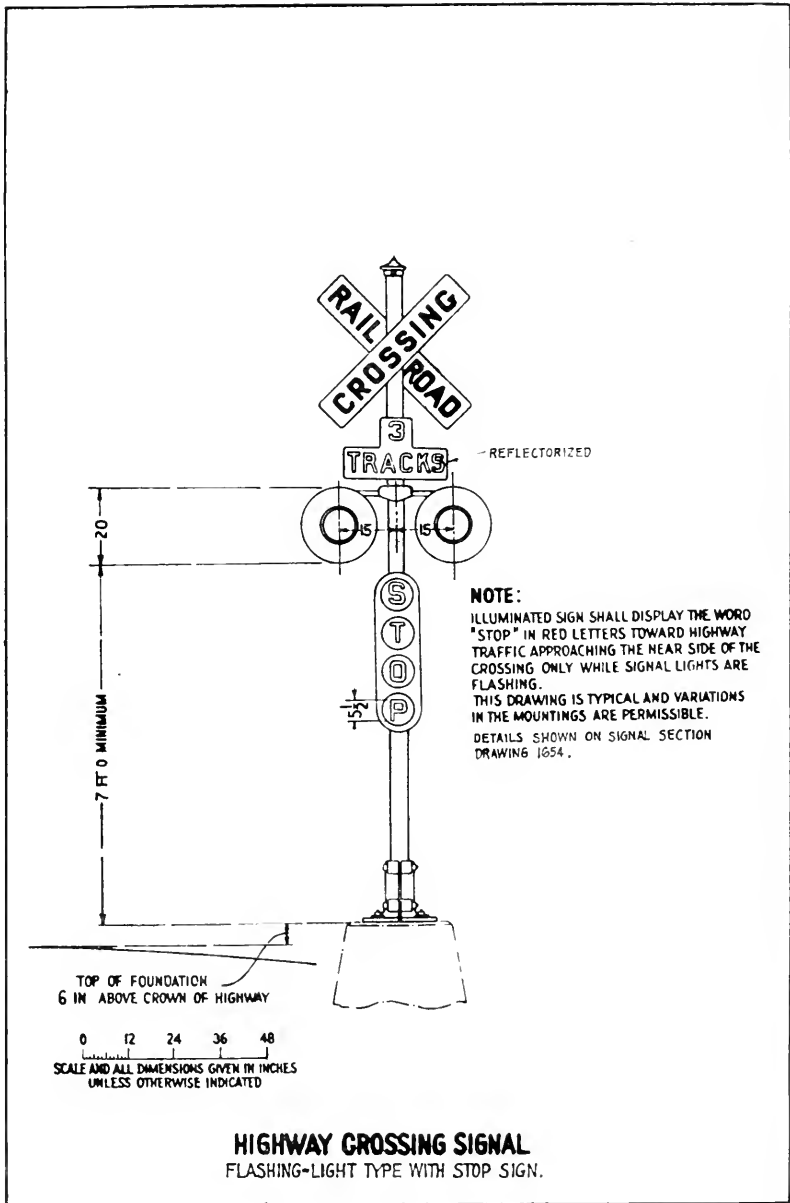 RAIL
CROSSING
ROAD
3
TRACKS
REFLECTORIZED
20
15 15
S
T
O
P
5 1/2
7 FT 0 MINIMUM
NOTE:
ILLUMINATED SIGN SHALL DISPLAY THE WORD
"STOP" IN RED LETTERS TOWARD HIGHWAY
TRAFFIC APPROACHING THE NEAR SIDE OF THE
CROSSING ONLY WHILE SIGNAL LIGHTS ARE
FLASHING.
THIS DRAWING IS TYPICAL AND VARIATIONS
IN THE MOUNTINGS ARE PERMISSIBLE.
DETAILS SHOWN ON SIGNAL SECTION
DRAWING 1654.
TOP OF FOUNDATION
6 IN ABOVE CROWN OF HIGHWAY
0 12 24 36 48
SCALE AND ALL DIMENSIONS GIVEN IN INCHES
UNLESS OTHERWISE INDICATED
HIGHWAY CROSSING SIGNAL
FLASHING-LIGHT TYPE WITH STOP SIGN.